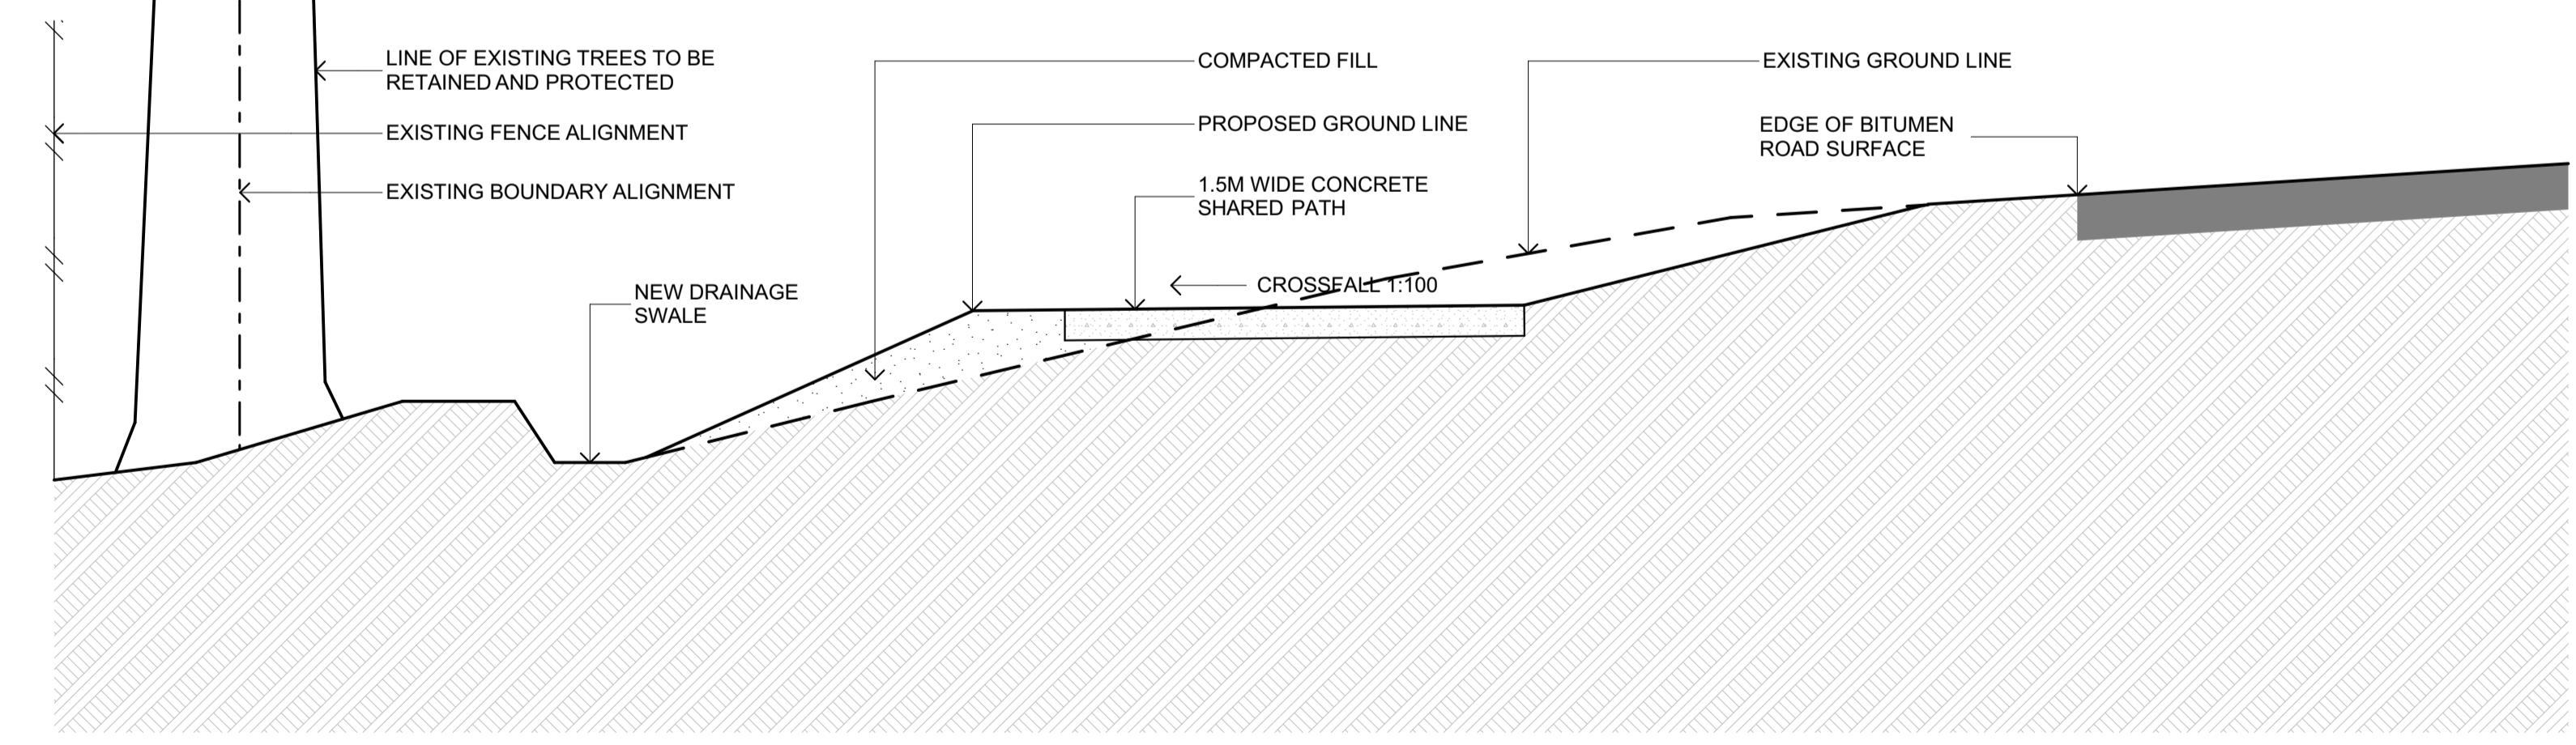 LINE OF EXISTING TREES TO BE
RETAINED AND PROTECTED
EXISTING FENCE ALIGNMENT
EXISTING BOUNDARY ALIGNMENT
NEW DRAINAGE
SWALE
COMPACTED FILL
PROPOSED GROUND LINE
1.5M WIDE CONCRETE
SHARED PATH
CROSSFALL 1:100
EXISTING GROUND LINE
EDGE OF BITUMEN
ROAD SURFACE